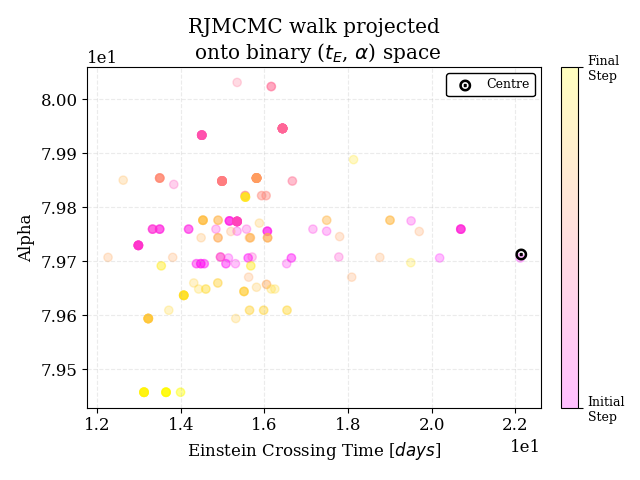 RJMCMC walk projected
onto binary (t_E, α) space
1e1
8.00
7.99
7.98
7.97
7.96
7.95
Alpha
1.2
1.4
1.6
1.8
2.0
2.2
1e1
Einstein Crossing Time [days]
Centre
Final
Step
Initial
Step